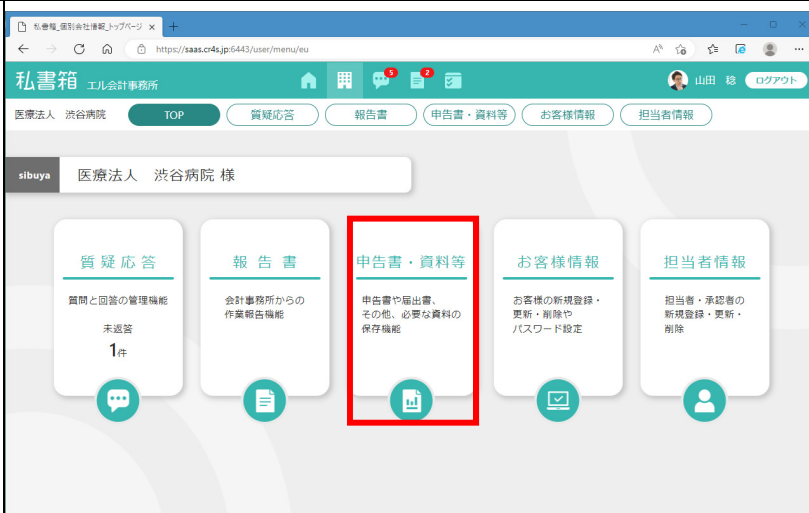 私書箱_個別会社情報_トップページ
https://saas.cr4s.jp:6443/user/menu/eu
私書箱 エル会計事務所
5
2
山田 稔
ログアウト
医療法人 渋谷病院
TOP
質疑応答
報告書
申告書・資料等
お客様情報
担当者情報
sibuya
医療法人 渋谷病院 様
質疑応答
質問と回答の管理機能
未返答
1件
報告書
会計事務所からの
作業報告機能
申告書・資料等
申告書や届出書、
その他、必要な資料の
保存機能
お客様情報
お客様の新規登録・
更新・削除や
パスワード設定
担当者情報
担当者・承認者の
新規登録・更新・
削除